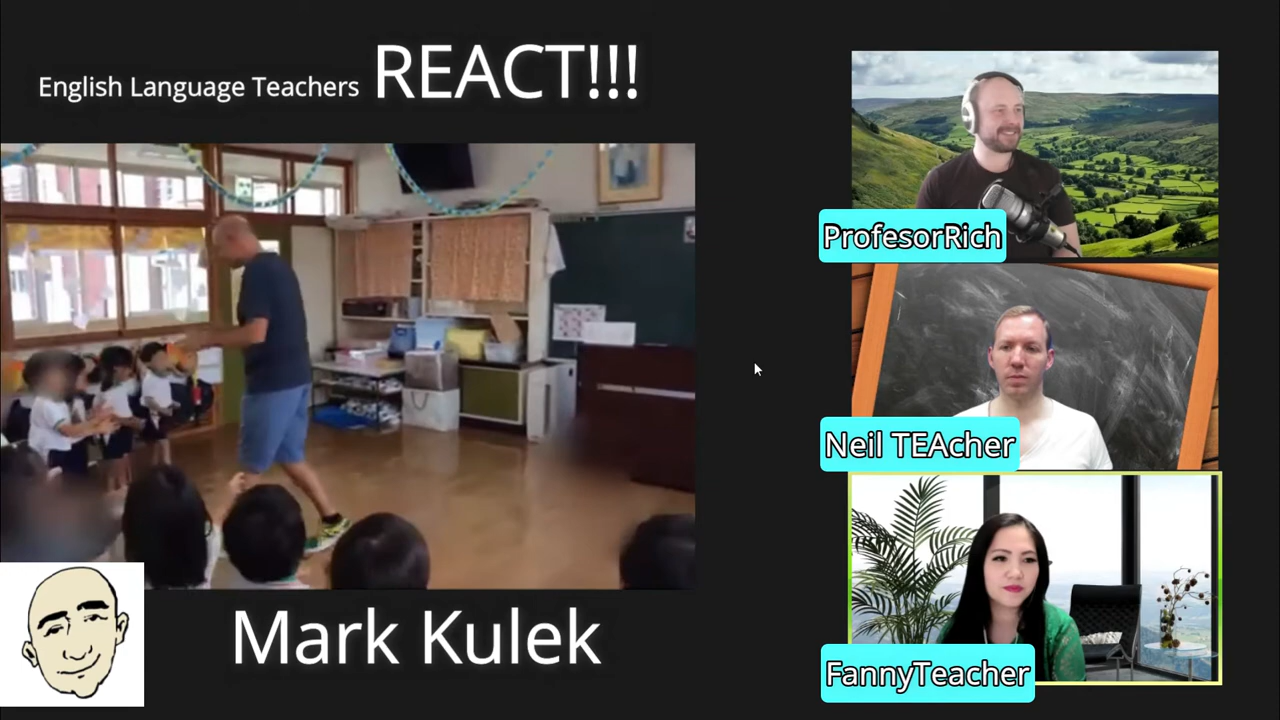 English Language Teachers REACT!!!
ProfesorRich
Neil TEAcher
FannyTeacher
Mark Kulek